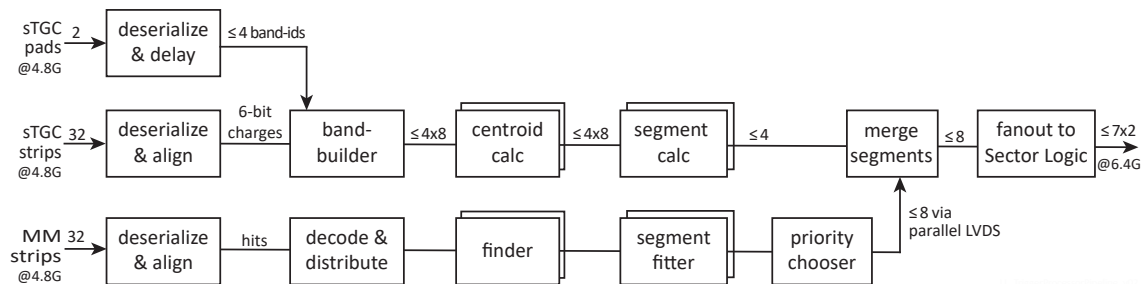 sTGC
pads
@4.8G
2
deserialize
& delay
≤ 4 band-ids
sTGC
strips
@4.8G
32
deserialize
& align
6-bit
charges
band-
builder
≤ 4x8
centroid
calc
≤ 4x8
segment
calc
≤ 4
merge
segments
≤ 8
fanout to
Sector Logic
≤ 7x2
@6.4G
MM
strips
@4.8G
32
deserialize
& align
hits
decode &
distribute
finder
segment
fitter
priority
chooser
≤ 8 via
parallel LVDS